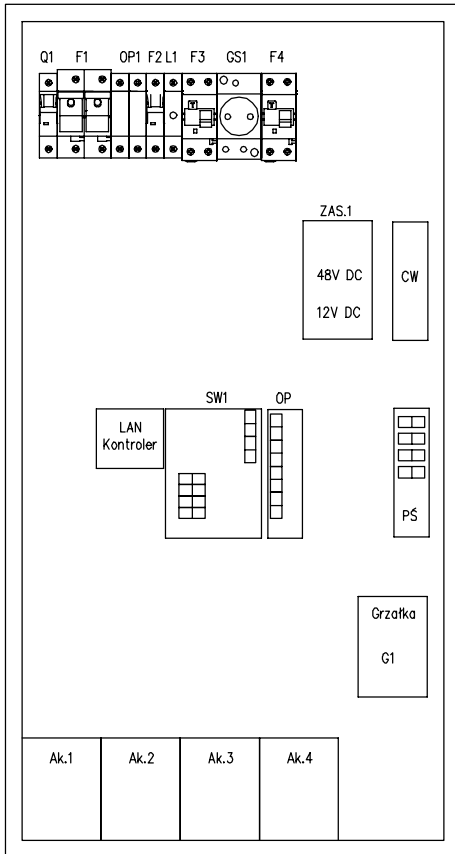 Q1 F1 OP1 F2 L1 F3 GS1 F4
ZAS.1
48V DC
12V DC
CW
SW1 OP
LAN
Kontroler
PŚ
Grzałka
G1
Ak.1 Ak.2 Ak.3 Ak.4